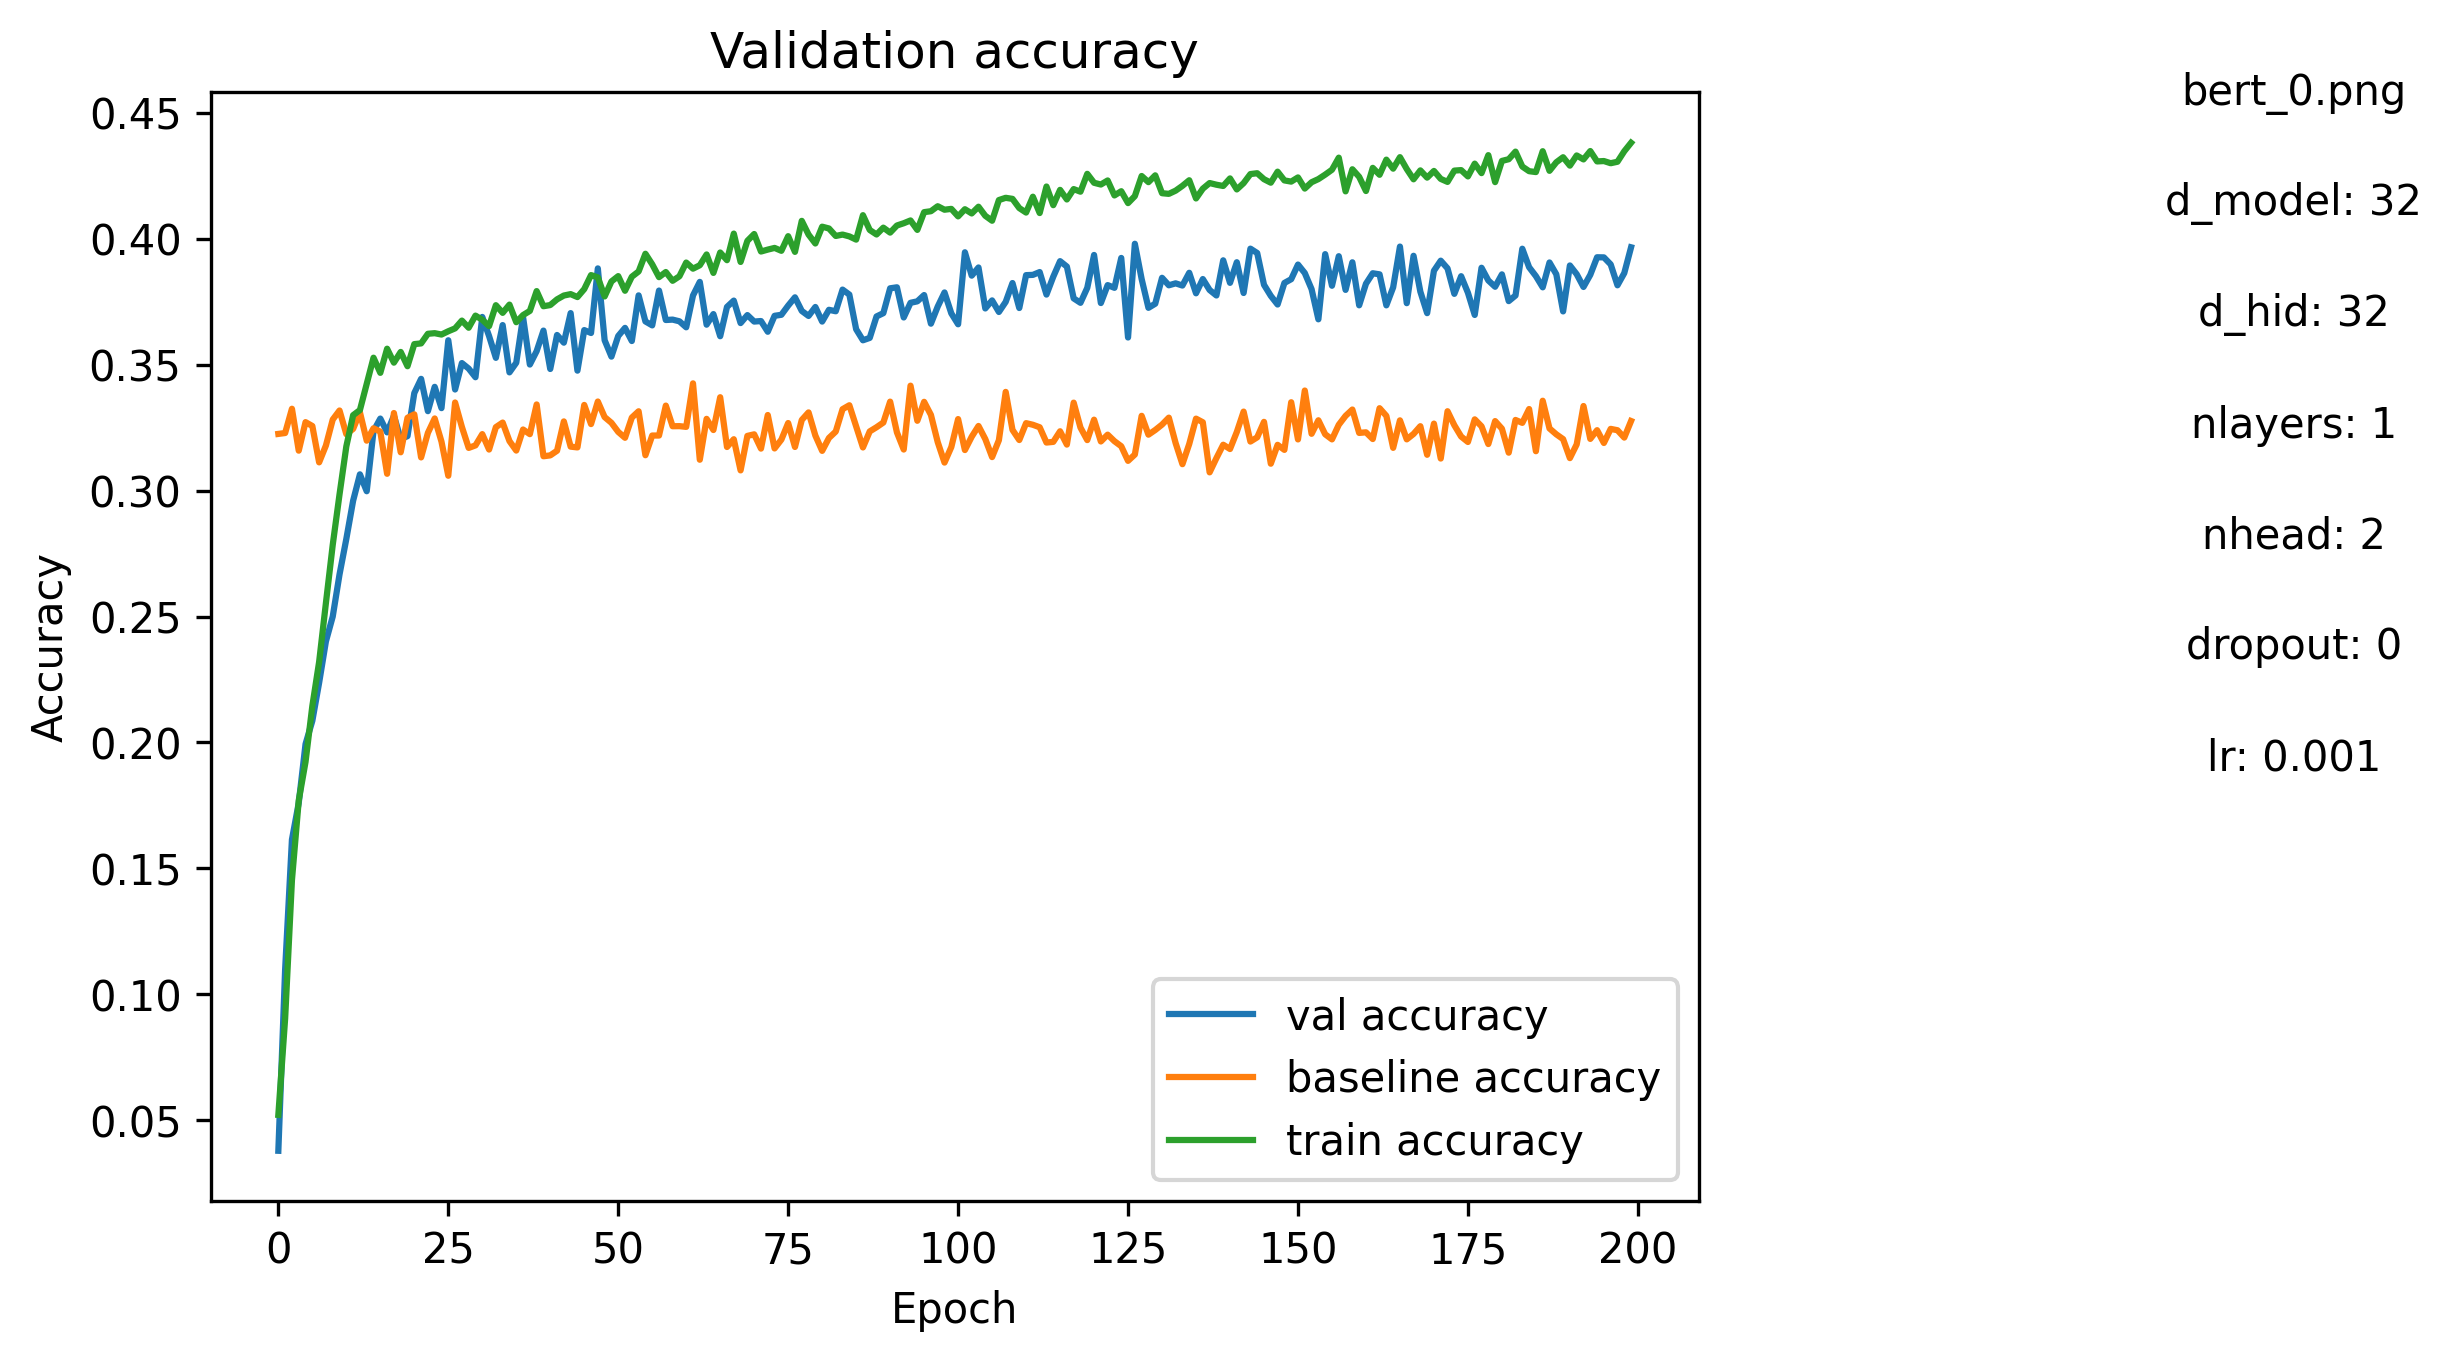 Validation accuracy
0.45
0.40
0.35
0.30
0.25
0.20
0.15
0.10
0.05
Accuracy
0 25 50 75 100 125 150 175 200
Epoch
val accuracy
baseline accuracy
train accuracy
bert_0.png
d_model: 32
d_hid: 32
nlayers: 1
nhead: 2
dropout: 0
lr: 0.001